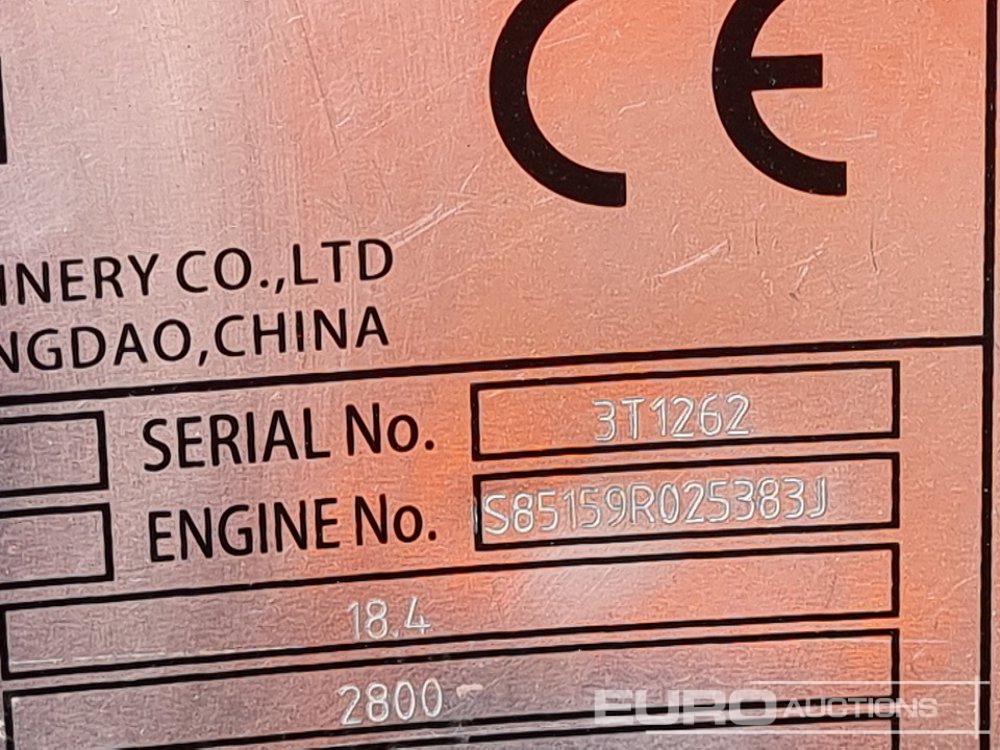 CE
INERY CO.,LTD
NGDAO,CHINA
SERIAL No. 3T1262
ENGINE No. S85159R025383J
18.4
2800
EURO AUCTIONS